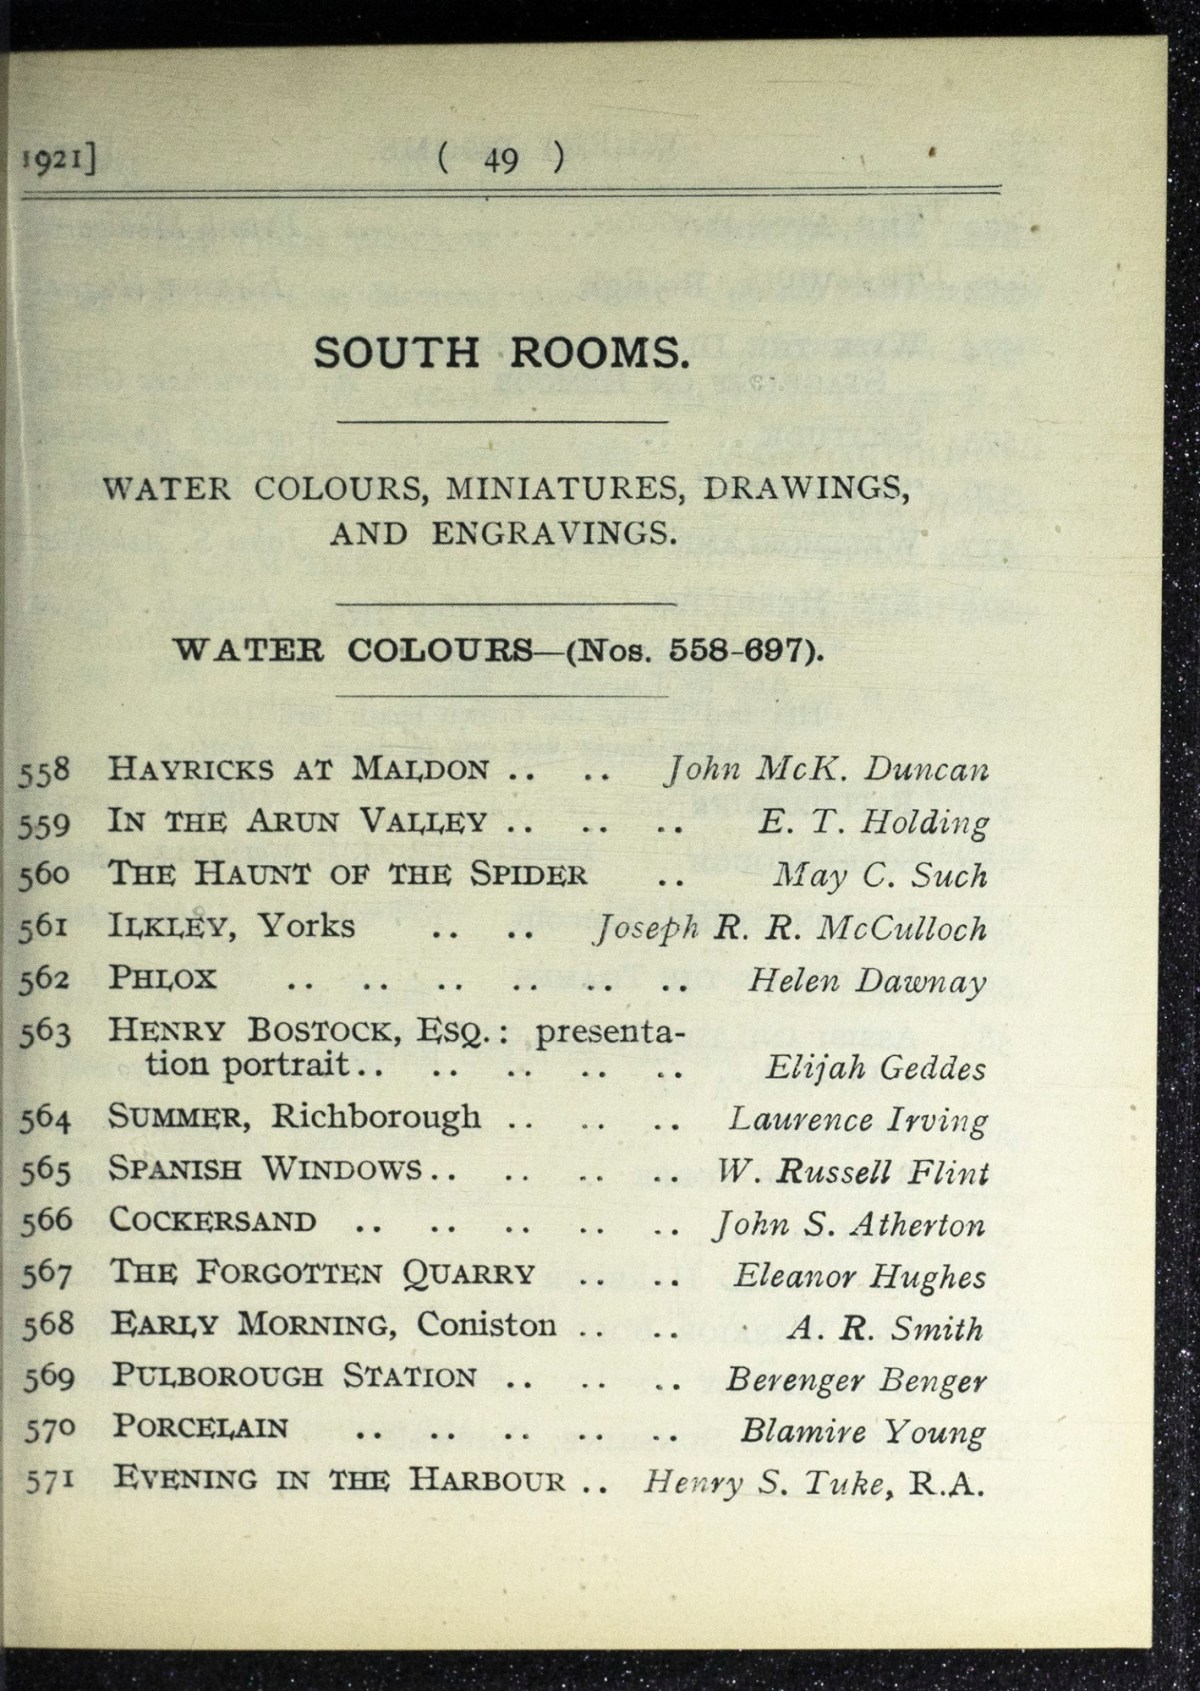 1921] ( 49 )
SOUTH ROOMS.
WATER COLOURS, MINIATURES, DRAWINGS,
AND ENGRAVINGS.
WATER COLOURS—(Nos. 558-697).
558 HAYRICKS AT MALDON .. .. John McK. Duncan
559 IN THE ARUN VALLEY .. .. .. E. T. Holding
560 THE HAUNT OF THE SPIDER .. May C. Such
561 ILKLEY, Yorks .. .. Joseph R. R. McCulloch
562 PHLOX .. .. .. .. .. .. Helen Dawnay
563 HENRY BOSTOCK, ESQ.: presenta-
tion portrait.. .. .. .. .. Elijah Geddes
564 SUMMER, Richborough .. .. .. Laurence Irving
565 SPANISH WINDOWS.. .. .. .. W. Russell Flint
566 COCKERSAND .. .. .. .. .. John S. Atherton
567 THE FORGOTTEN QUARRY .. .. Eleanor Hughes
568 EARLY MORNING, Coniston .. .. A. R. Smith
569 PULBOROUGH STATION .. .. .. Berenger Benger
570 PORCELAIN .. .. .. .. .. Blamire Young
571 EVENING IN THE HARBOUR .. Henry S. Tuke, R.A.